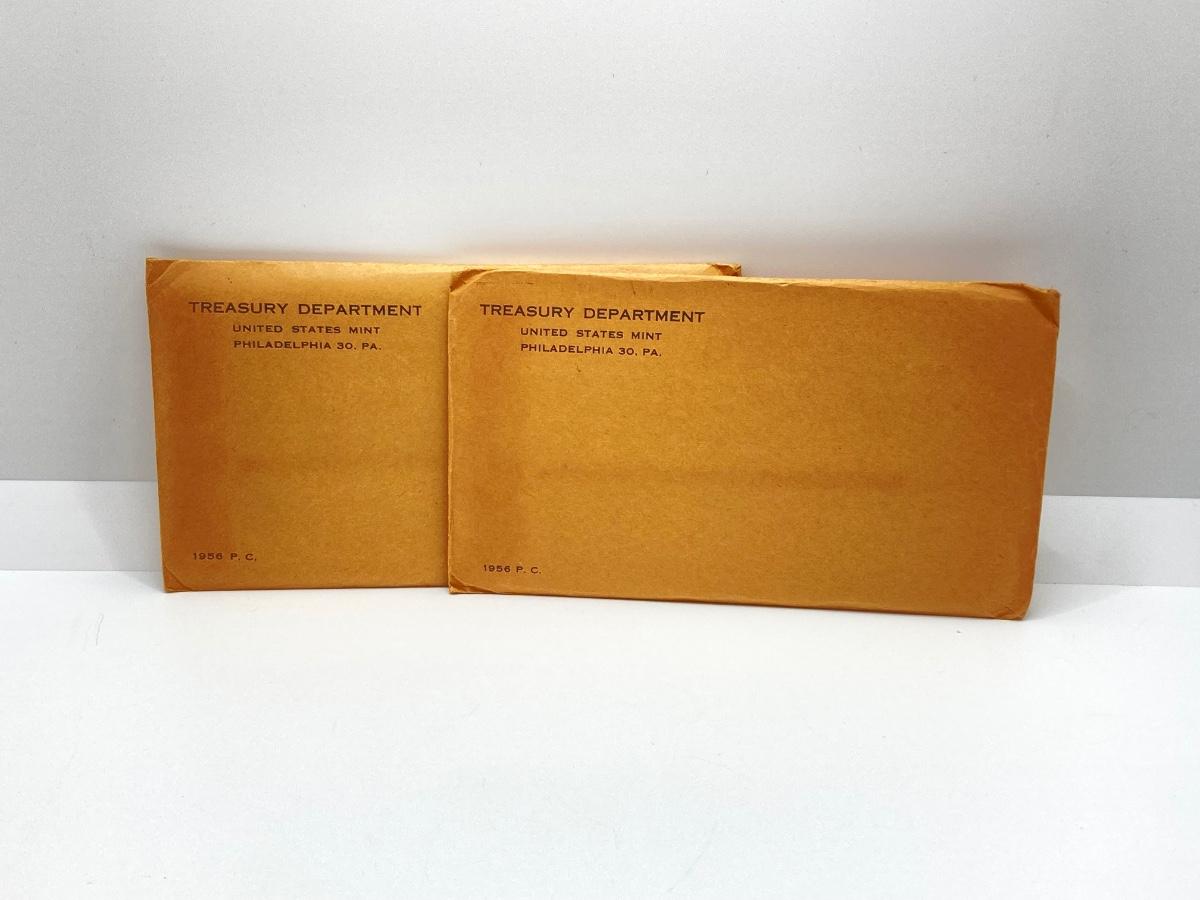 TREASURY DEPARTMENT
UNITED STATES MINT
PHILADELPHIA 30, PA.
1956 P. C.
TREASURY DEPARTMENT
UNITED STATES MINT
PHILADELPHIA 30, PA.
1956 P. C.